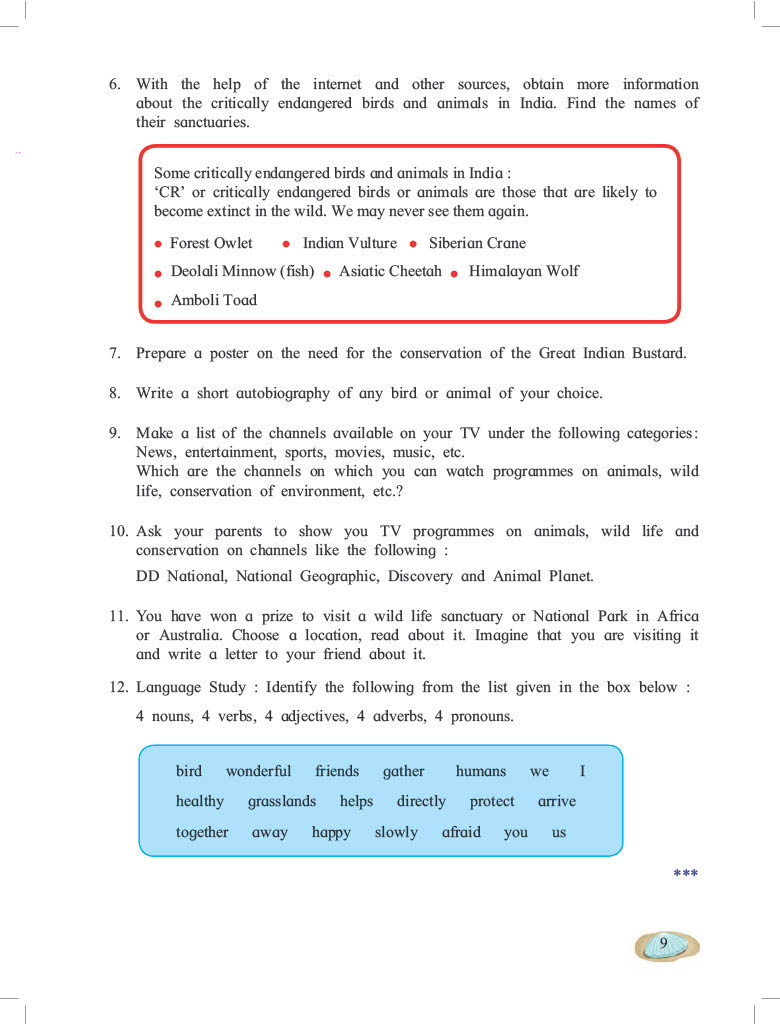 6. With the help of the internet and other sources, obtain more information
about the critically endangered birds and animals in India. Find the names of
their sanctuaries.
Some critically endangered birds and animals in India :
‘CR’ or critically endangered birds or animals are those that are likely to
become extinct in the wild. We may never see them again.
• Forest Owlet • Indian Vulture • Siberian Crane
• Deolali Minnow (fish) • Asiatic Cheetah • Himalayan Wolf
• Amboli Toad
7. Prepare a poster on the need for the conservation of the Great Indian Bustard.
8. Write a short autobiography of any bird or animal of your choice.
9. Make a list of the channels available on your TV under the following categories:
News, entertainment, sports, movies, music, etc.
Which are the channels on which you can watch programmes on animals, wild
life, conservation of environment, etc.?
10. Ask your parents to show you TV programmes on animals, wild life and
conservation on channels like the following :
DD National, National Geographic, Discovery and Animal Planet.
11. You have won a prize to visit a wild life sanctuary or National Park in Africa
or Australia. Choose a location, read about it. Imagine that you are visiting it
and write a letter to your friend about it.
12. Language Study : Identify the following from the list given in the box below :
4 nouns, 4 verbs, 4 adjectives, 4 adverbs, 4 pronouns.
bird wonderful friends gather humans we I
healthy grasslands helps directly protect arrive
together away happy slowly afraid you us
***
9